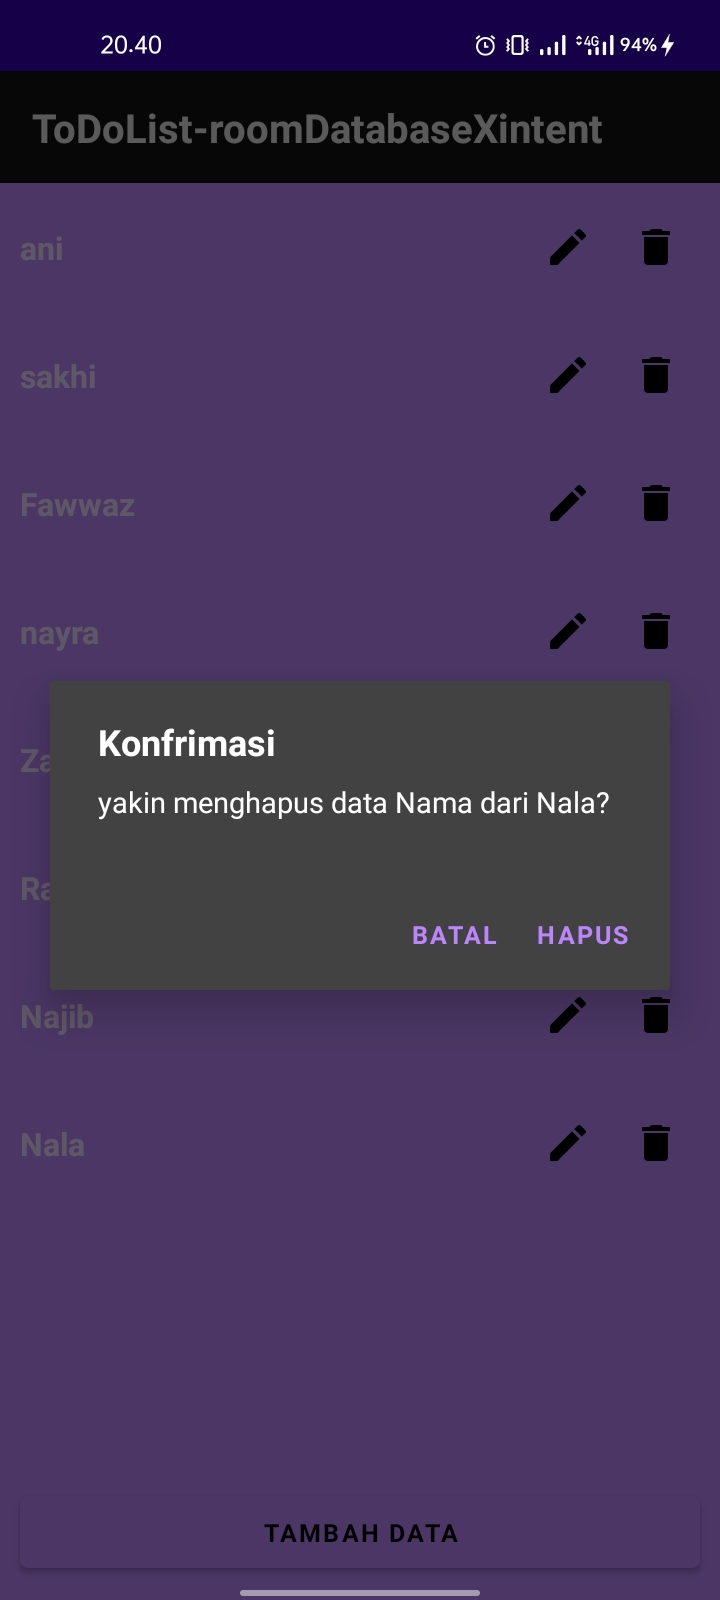 20.40
4G
94%
ToDoList-roomDatabaseXintent
ani
sakhi
Fawwaz
nayra
Za
Konfrimasi
yakin menghapus data Nama dari Nala?
Ra
BATAL HAPUS
Najib
Nala
TAMBAH DATA